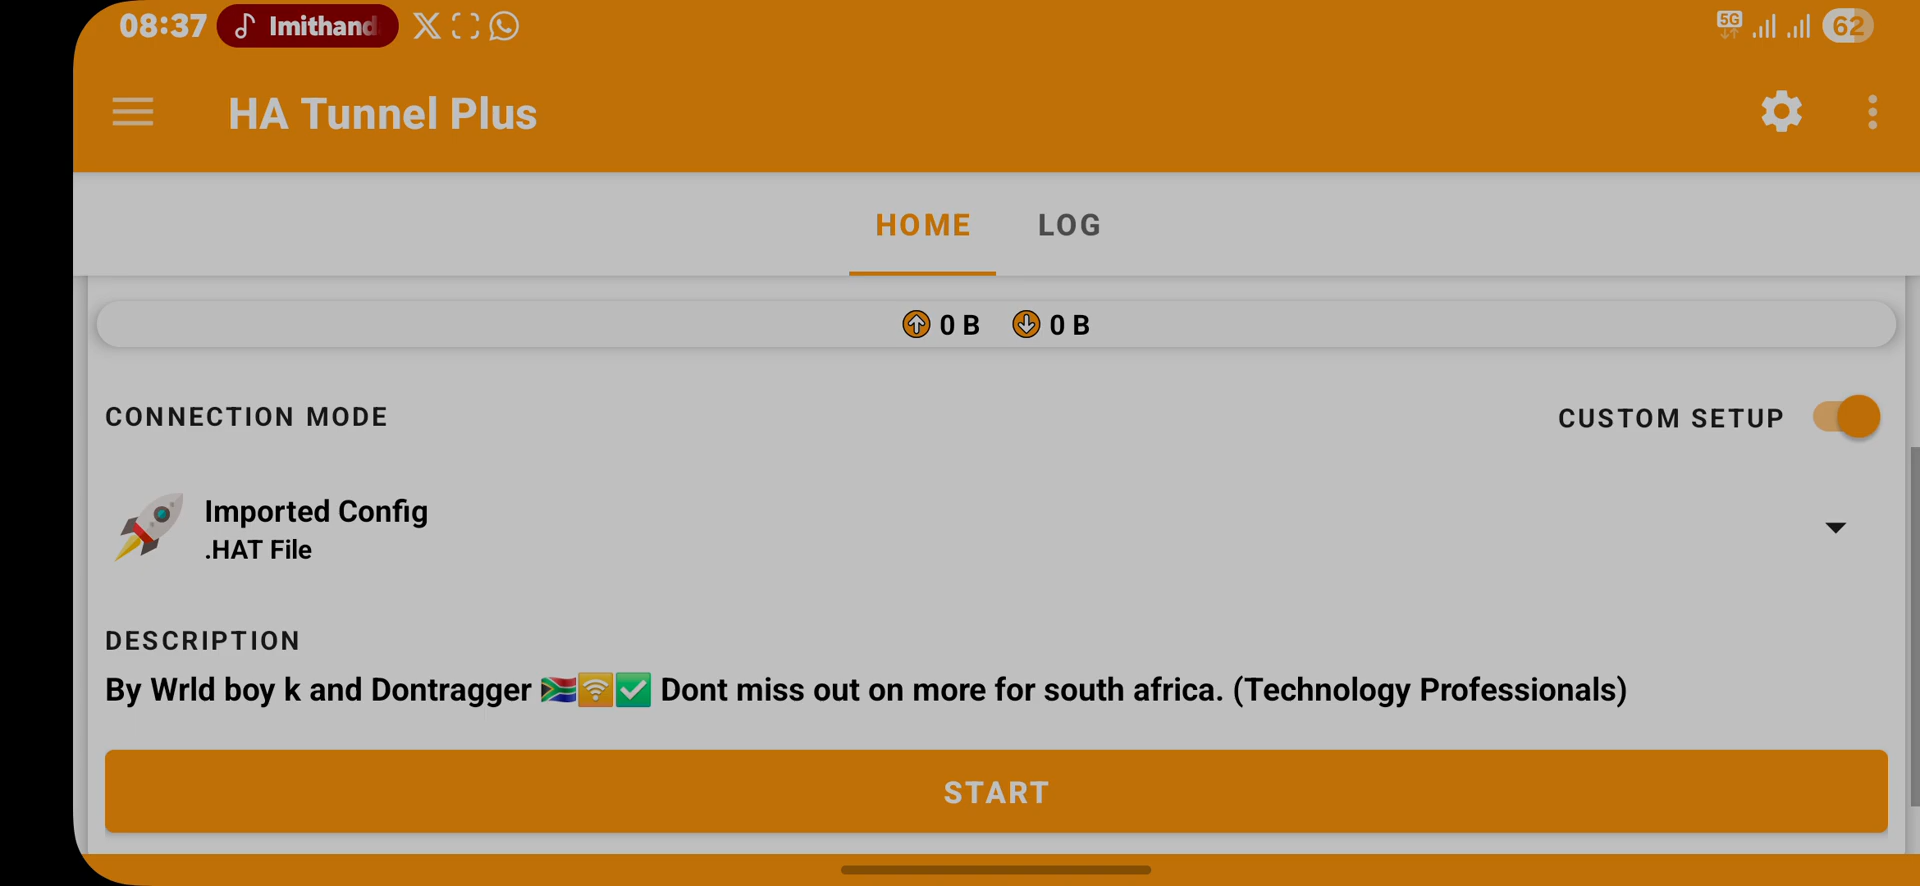 08:37 Imithand 5G 62
HA Tunnel Plus
HOME LOG
0 B 0 B
CONNECTION MODE CUSTOM SETUP
Imported Config
.HAT File
DESCRIPTION
By Wrld boy k and Dontragger 🇿🇦🛜✅ Dont miss out on more for south africa. (Technology Professionals)
START